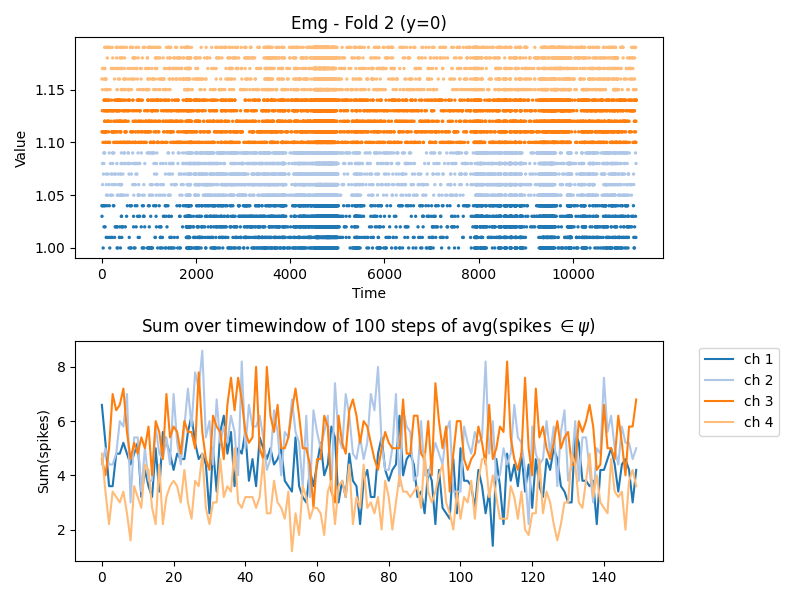 Emg - Fold 2 (y=0)
Value
1.15
1.10
1.05
1.00
0 2000 4000 6000 8000 10000
Time
Sum over timewindow of 100 steps of avg(spikes ∈ψ)
Sum(spikes)
8
6
4
2
0 20 40 60 80 100 120 140
ch 1
ch 2
ch 3
ch 4